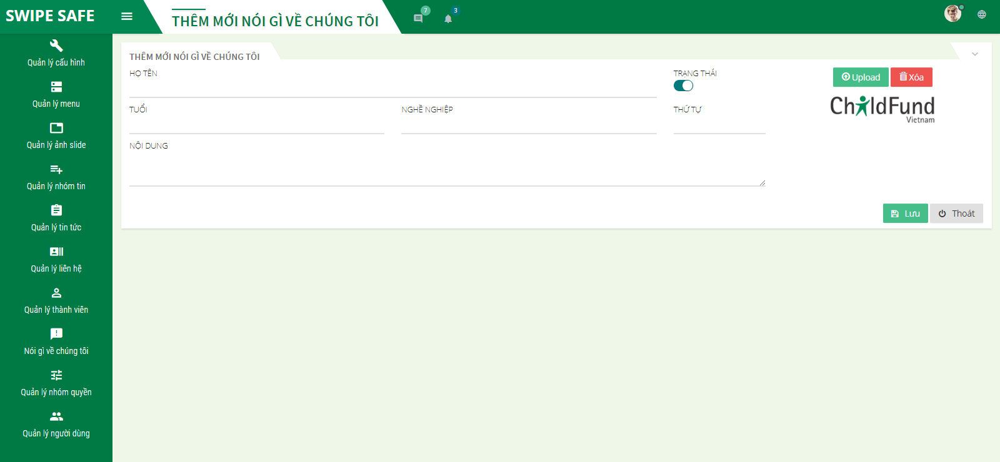 SWIPE SAFE
THÊM MỚI NÓI GÌ VỀ CHÚNG TÔI
7
3
Quản lý cấu hình
Quản lý menu
Quản lý ảnh slide
Quản lý nhóm tin
Quản lý tin tức
Quản lý liên hệ
Quản lý thành viên
Nói gì về chúng tôi
Quản lý nhóm quyền
Quản lý người dùng
THÊM MỚI NÓI GÌ VỀ CHÚNG TÔI
HỌ TÊN
TRẠNG THÁI
Upload
Xóa
ChildFund
Vietnam
TUỔI
NGHỀ NGHIỆP
THỨ TỰ
NỘI DUNG
Lưu
Thoát